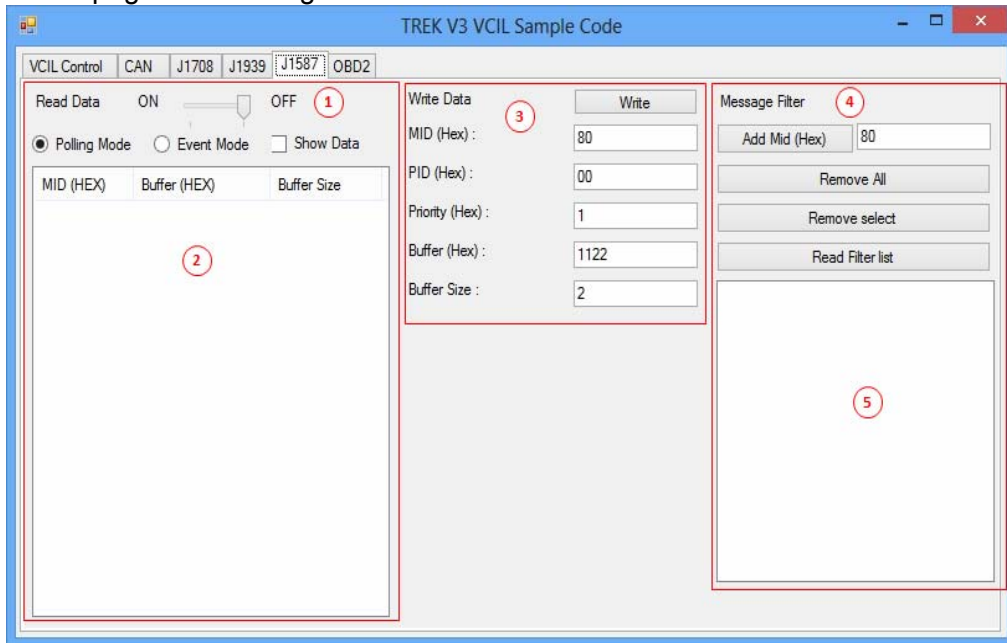 TREK V3 VCIL Sample Code
VCIL Control CAN J1708 J1939 J1587 OBD2
Read Data ON OFF 1
Polling Mode Event Mode Show Data
MID (HEX) Buffer (HEX) Buffer Size
2
Write Data Write
3
MID (Hex) : 80
PID (Hex) : 00
Priority (Hex) : 1
Buffer (Hex) : 1122
Buffer Size : 2
Message Filter 4
Add Mid (Hex) 80
Remove All
Remove select
Read Filter list
5